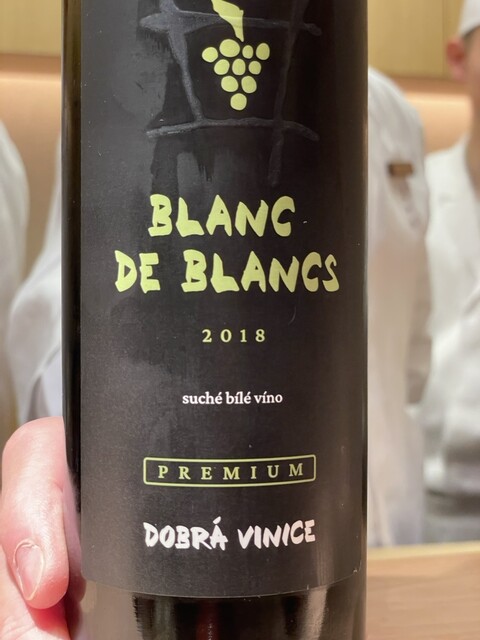 BLANC
DE BLANCS
2018
suché bílé víno
PREMIUM
DOBRÁ VINICE